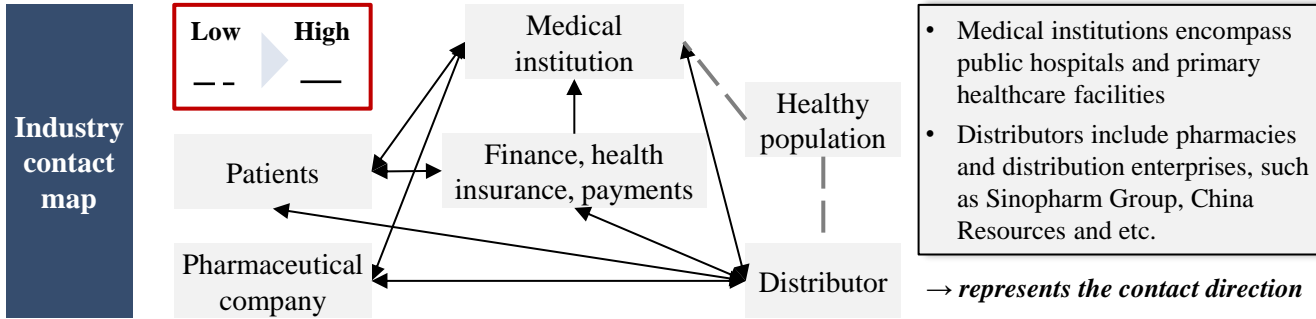 Industry
contact
map
Low
High
Medical
institution
Healthy
population
Patients
Finance, health
insurance, payments
Pharmaceutical
company
Distributor
• Medical institutions encompass
public hospitals and primary
healthcare facilities
• Distributors include pharmacies
and distribution enterprises, such
as Sinopharm Group, China
Resources and etc.
→ represents the contact direction